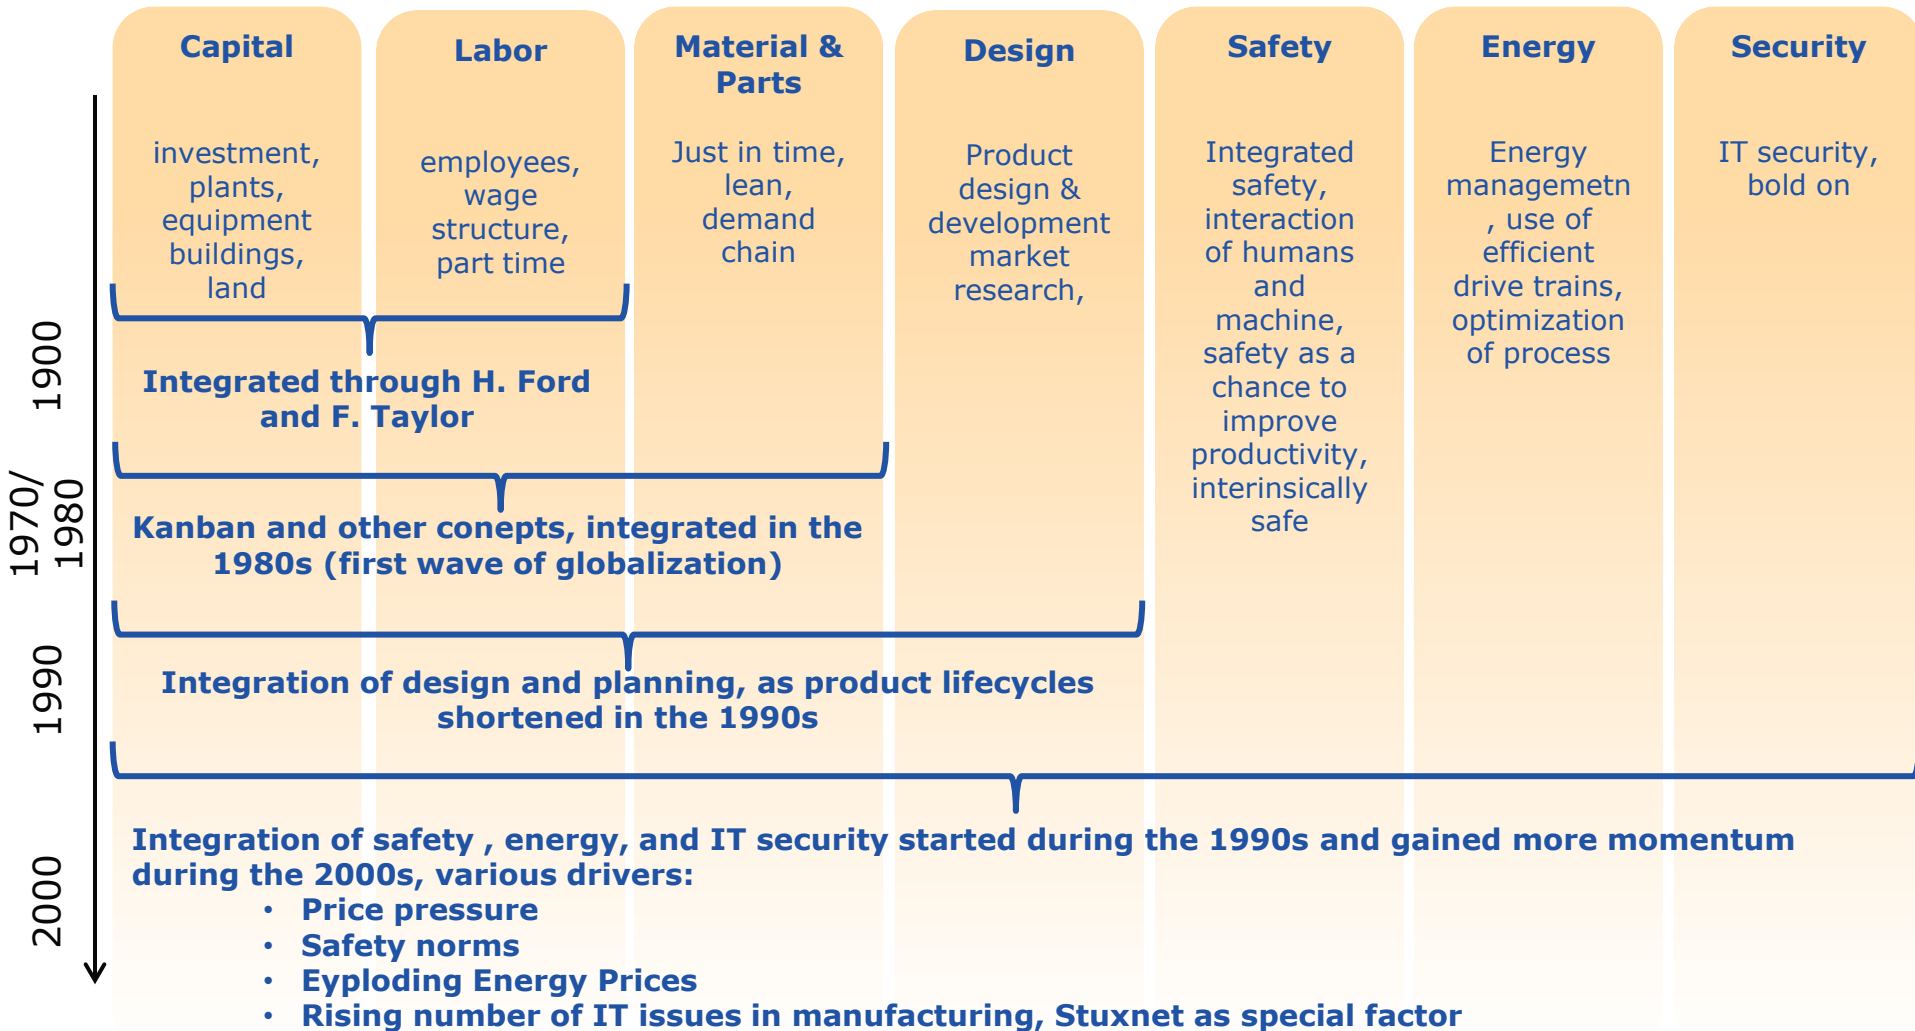 Capital
Labor
Material &
Parts
Design
Safety
Energy
Security
investment,
plants,
equipment
buildings,
land
employees,
wage
structure,
part time
Just in time,
lean,
demand
chain
Product
design &
development
market
research,
Integrated
safety,
interaction
of humans
and
machine,
safety as a
chance to
improve
productivity,
interinsically
safe
Energy
managemetn
, use of
efficient
drive trains,
optimization
of process
IT security,
bold on
1900
Integrated through H. Ford
and F. Taylor
1970/
1980
Kanban and other conepts, integrated in the
1980s (first wave of globalization)
1990
Integration of design and planning, as product lifecycles
shortened in the 1990s
2000
Integration of safety , energy, and IT security started during the 1990s and gained more momentum
during the 2000s, various drivers:
• Price pressure
• Safety norms
• Eyploding Energy Prices
• Rising number of IT issues in manufacturing, Stuxnet as special factor